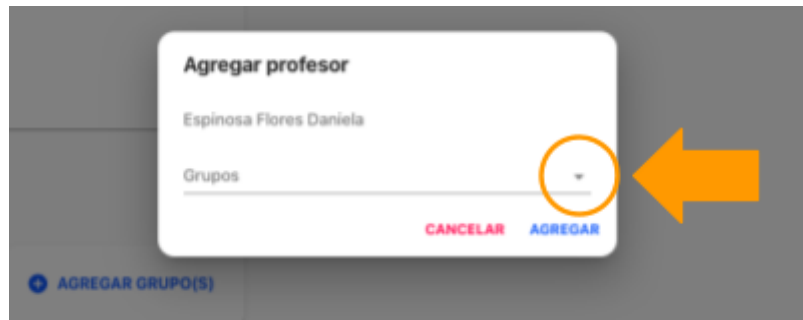 Agregar profesor
Espinosa Flores Daniela
Grupos
CANCELAR AGREGAR
AGREGAR GRUPO(S)